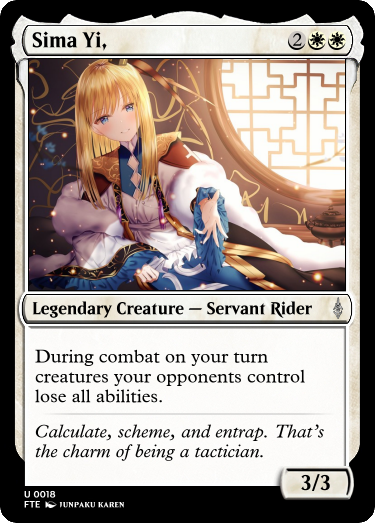 Sima Yi, 2
Legendary Creature — Servant Rider
During combat on your turn
creatures your opponents control
lose all abilities.
Calculate, scheme, and entrap. That's
the charm of being a tactician.
3/3
U 0018
FTE JUNPAKU KAREN